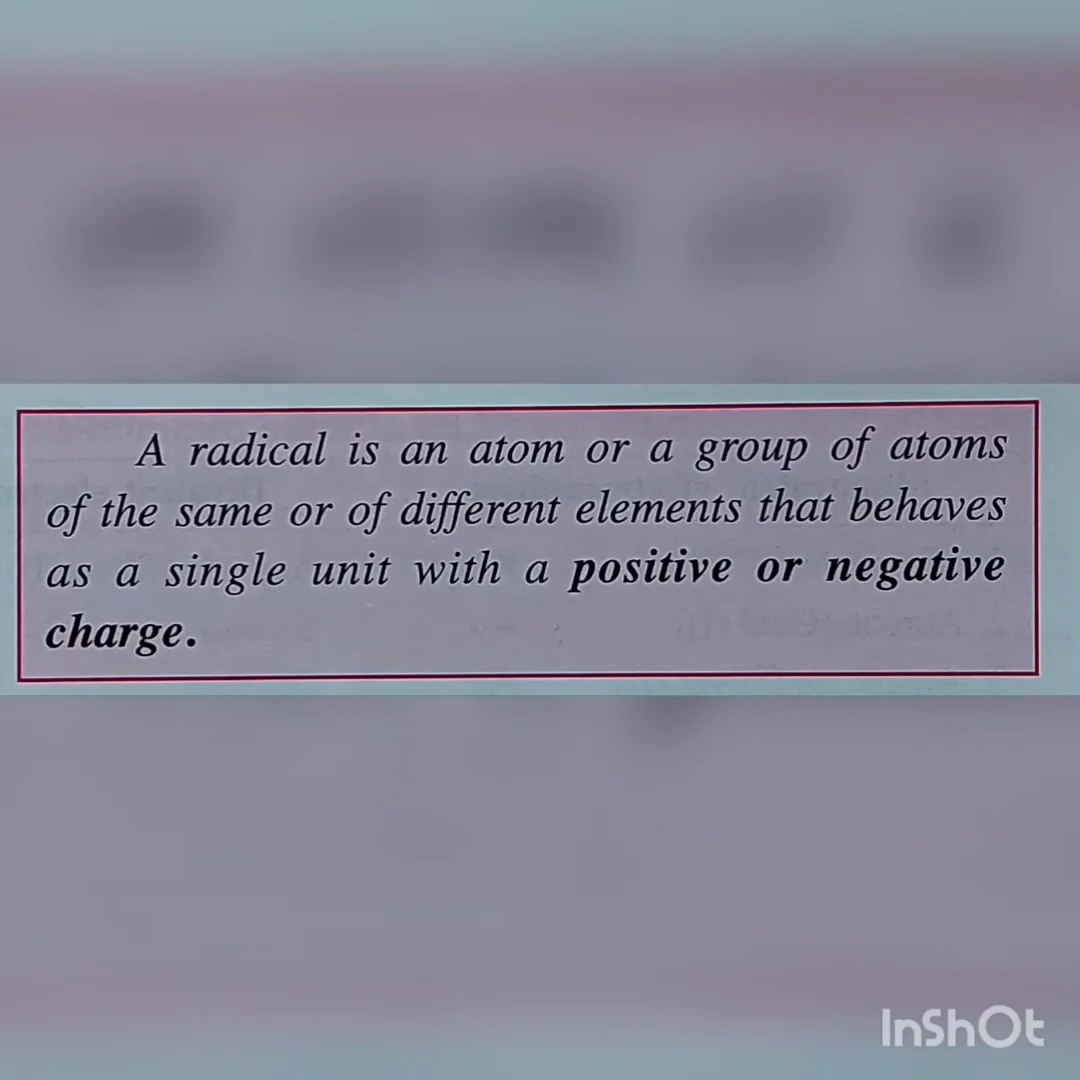 A radical is an atom or a group of atoms
of the same or of different elements that behaves
as a single unit with a positive or negative
charge.
InShOt